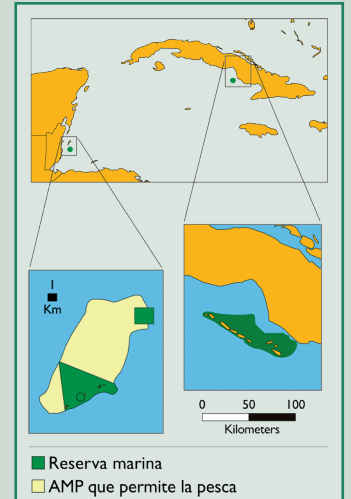 1
Km
0 50 100
Kilometers
Reserva marina
AMP que permite la pesca